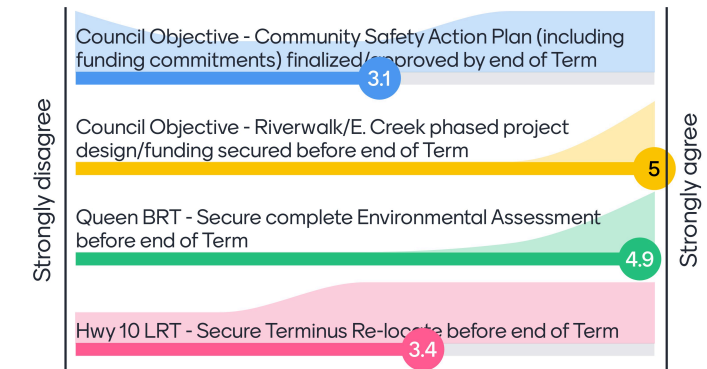 Strongly disagree
Council Objective - Community Safety Action Plan (including
funding commitments) finalized/approved by end of Term
3.1
Council Objective - Riverwalk/E. Creek phased project
design/funding secured before end of Term
5
Queen BRT - Secure complete Environmental Assessment
before end of Term
4.9
Hwy 10 LRT - Secure Terminus Re-locate before end of Term
3.4
Strongly agree